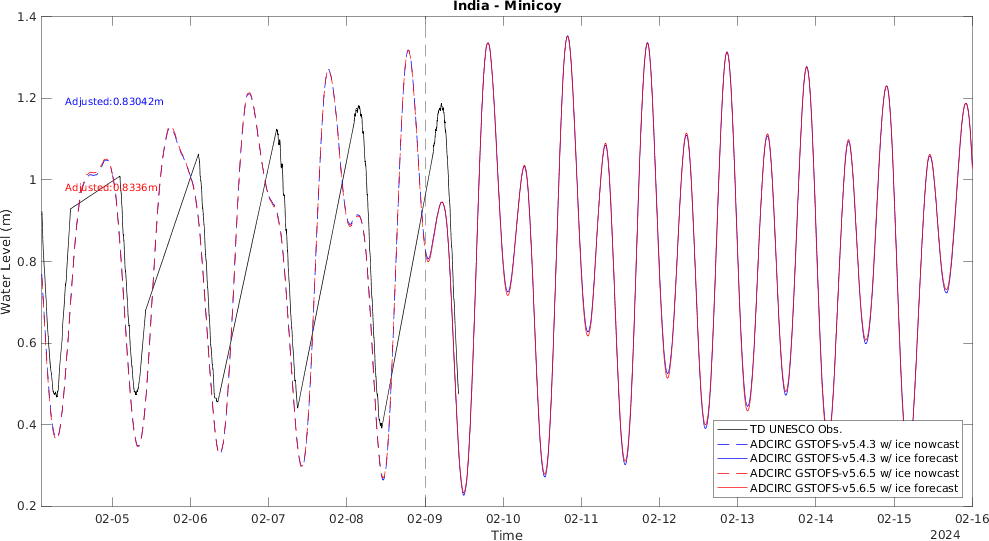 India - Minicoy
1.4
1.2
1
0.8
0.6
0.4
0.2
Water Level (m)
Adjusted:0.83042m
Adjusted:0.8336m
TD UNESCO Obs.
ADCIRC GSTOFS-v5.4.3 w/ ice nowcast
ADCIRC GSTOFS-v5.4.3 w/ ice forecast
ADCIRC GSTOFS-v5.6.5 w/ ice nowcast
ADCIRC GSTOFS-v5.6.5 w/ ice forecast
02-05 02-06 02-07 02-08 02-09 02-10 02-11 02-12 02-13 02-14 02-15 02-16
Time
2024